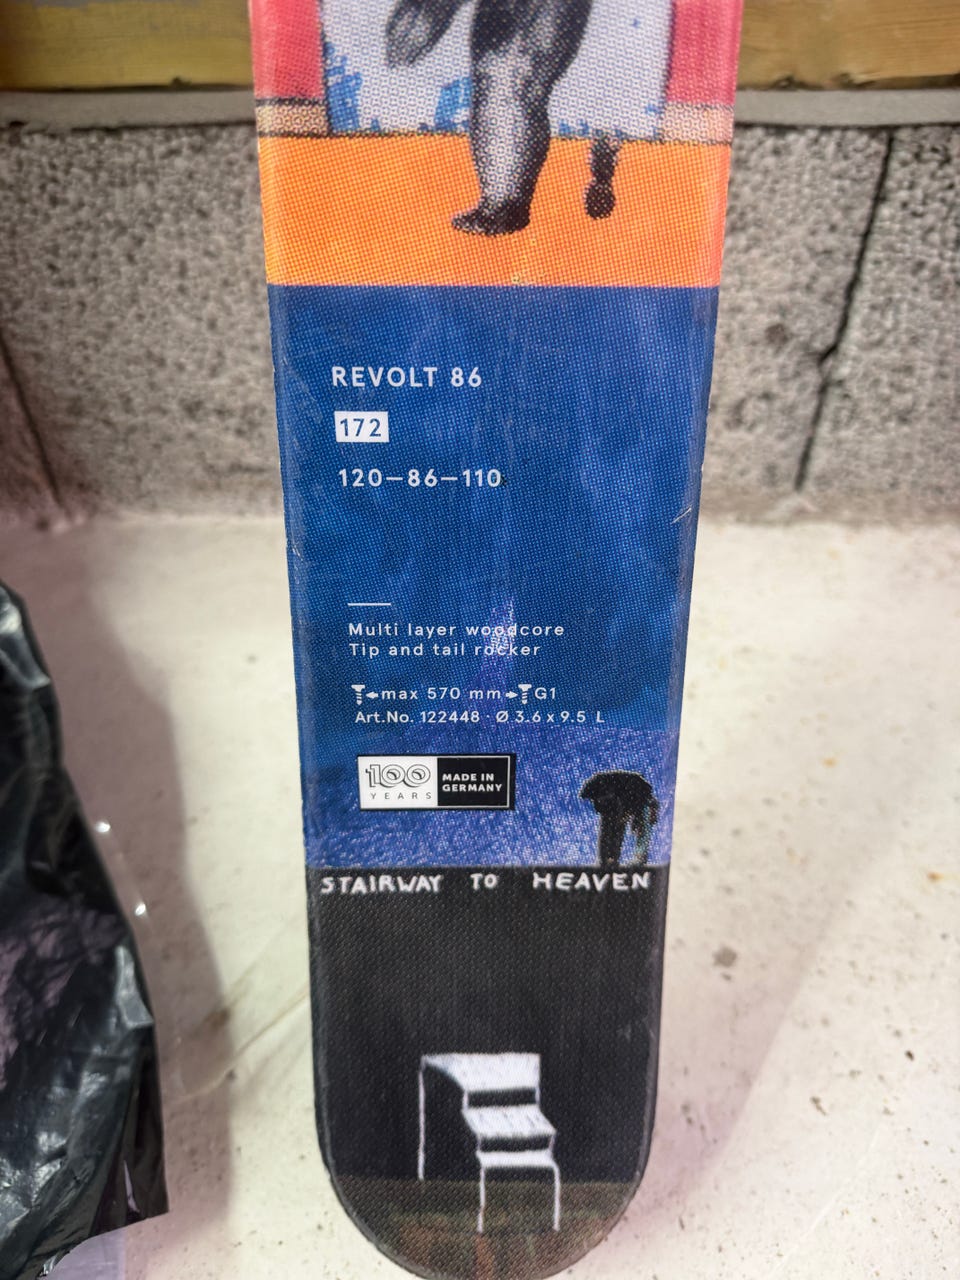 REVOLT 86
172
120–86–110
Multi layer woodcore
Tip and tail rocker
max 570 mm G1
Art.No. 122448 · Ø 3.6 x 9.5 L
100 YEARS
MADE IN GERMANY
STAIRWAY TO HEAVEN